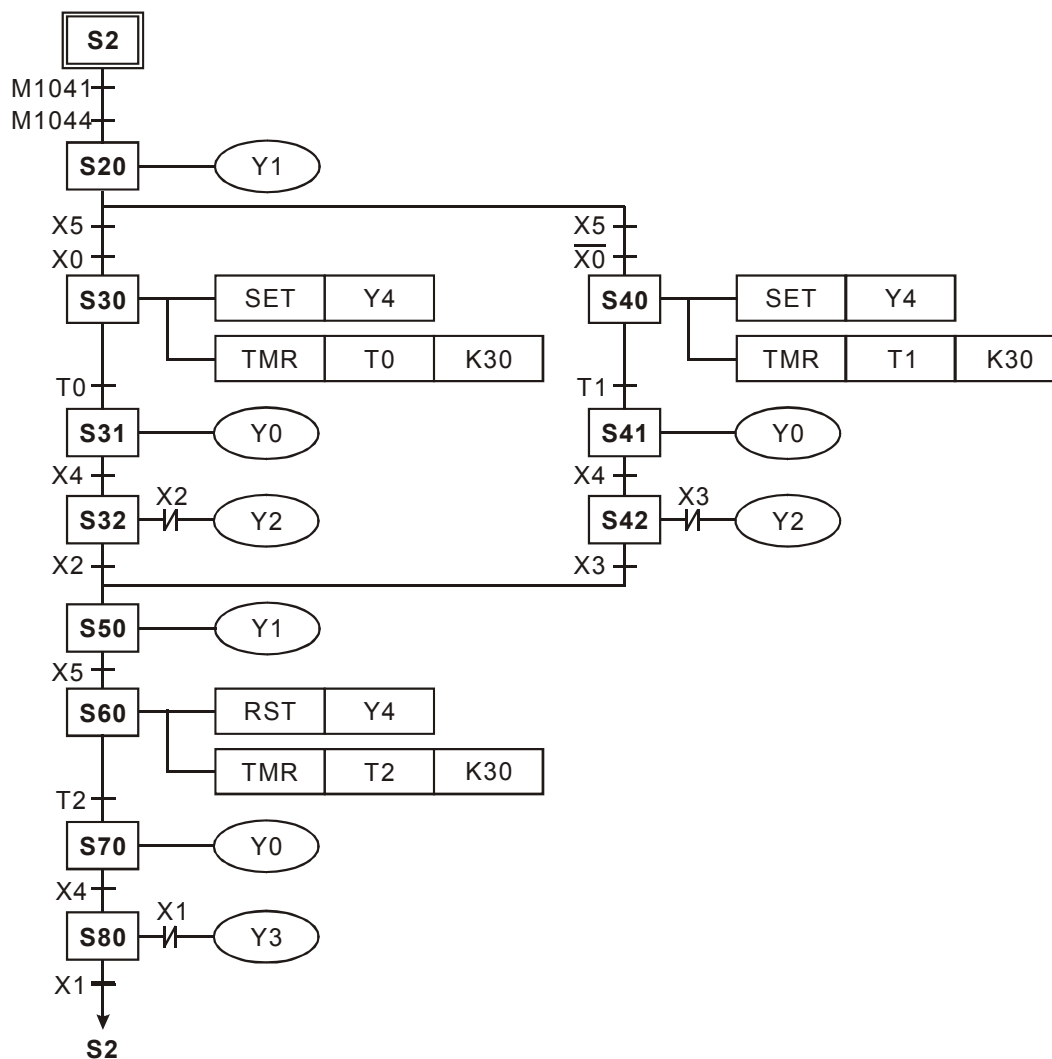 S2
M1041
M1044
S20 Y1
X5 X5
X0 X̅0̅
S30 SET Y4 S40 SET Y4
TMR T0 K30 TMR T1 K30
T0 T1
S31 Y0 S41 Y0
X4 X4
X2 X3
S32 Y2 S42 Y2
X2 X3
S50 Y1
X5
S60 RST Y4
TMR T2 K30
T2
S70 Y0
X4
X1
S80 Y3
X1
S2